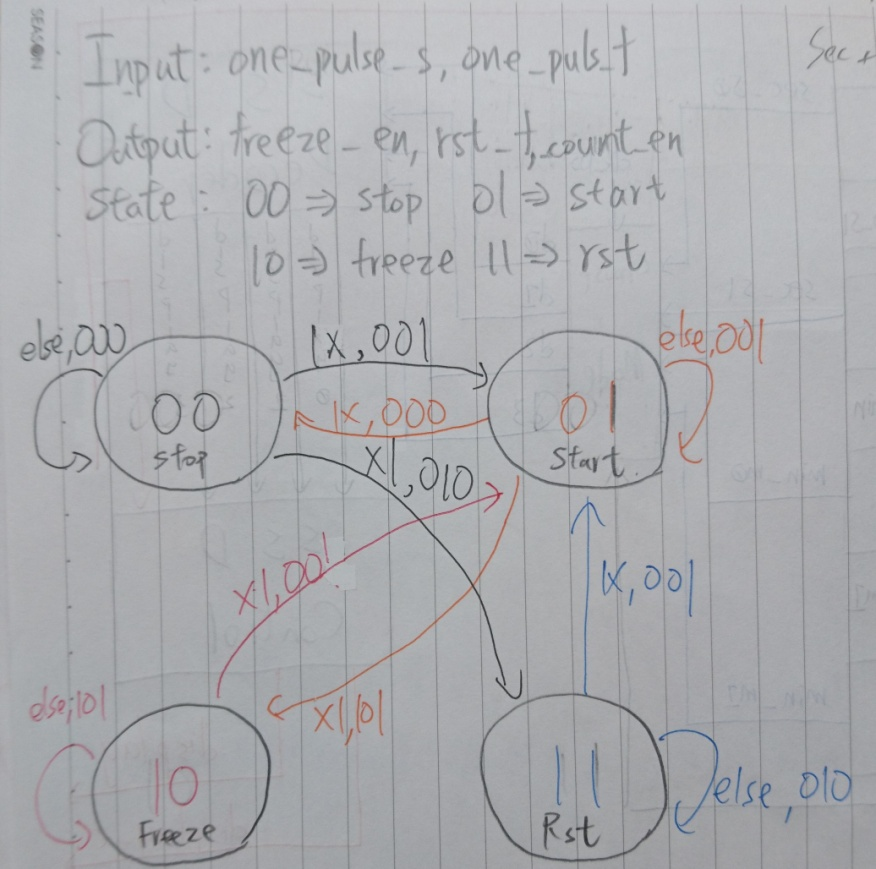 SEASON
Input: one_pulse_s, one_puls_t
Sec
Output: freeze_en, rst_t, count_en
State: 00 ⇒ stop 01 ⇒ start
10 ⇒ freeze 11 ⇒ rst
else,000
1x,001
else,001
00
stop
1x,000
01
Start
x1,010
x1,001
1x,001
else,101
x1,101
10
Freeze
11
Rst
else,010